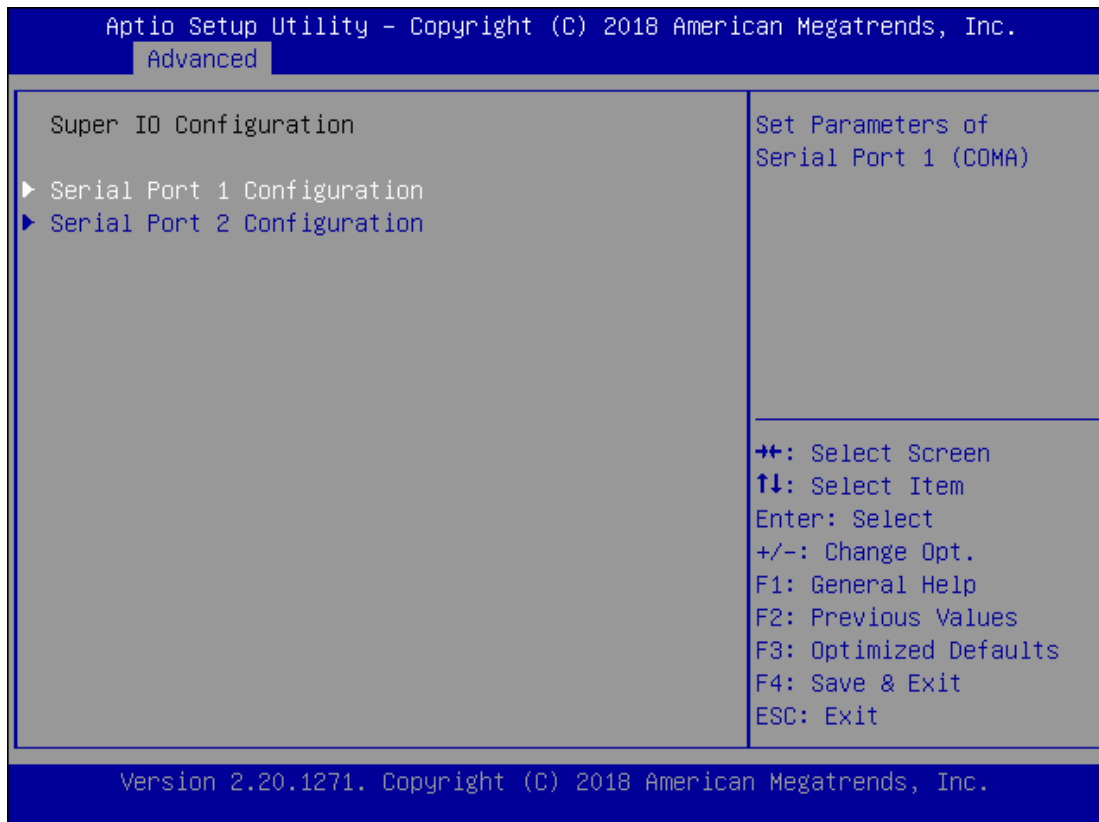 Aptio Setup Utility – Copyright (C) 2018 American Megatrends, Inc.
Advanced
Super IO Configuration
▶ Serial Port 1 Configuration
▶ Serial Port 2 Configuration
Set Parameters of
Serial Port 1 (COMA)
→←: Select Screen
↑↓: Select Item
Enter: Select
+/-: Change Opt.
F1: General Help
F2: Previous Values
F3: Optimized Defaults
F4: Save & Exit
ESC: Exit
Version 2.20.1271. Copyright (C) 2018 American Megatrends, Inc.